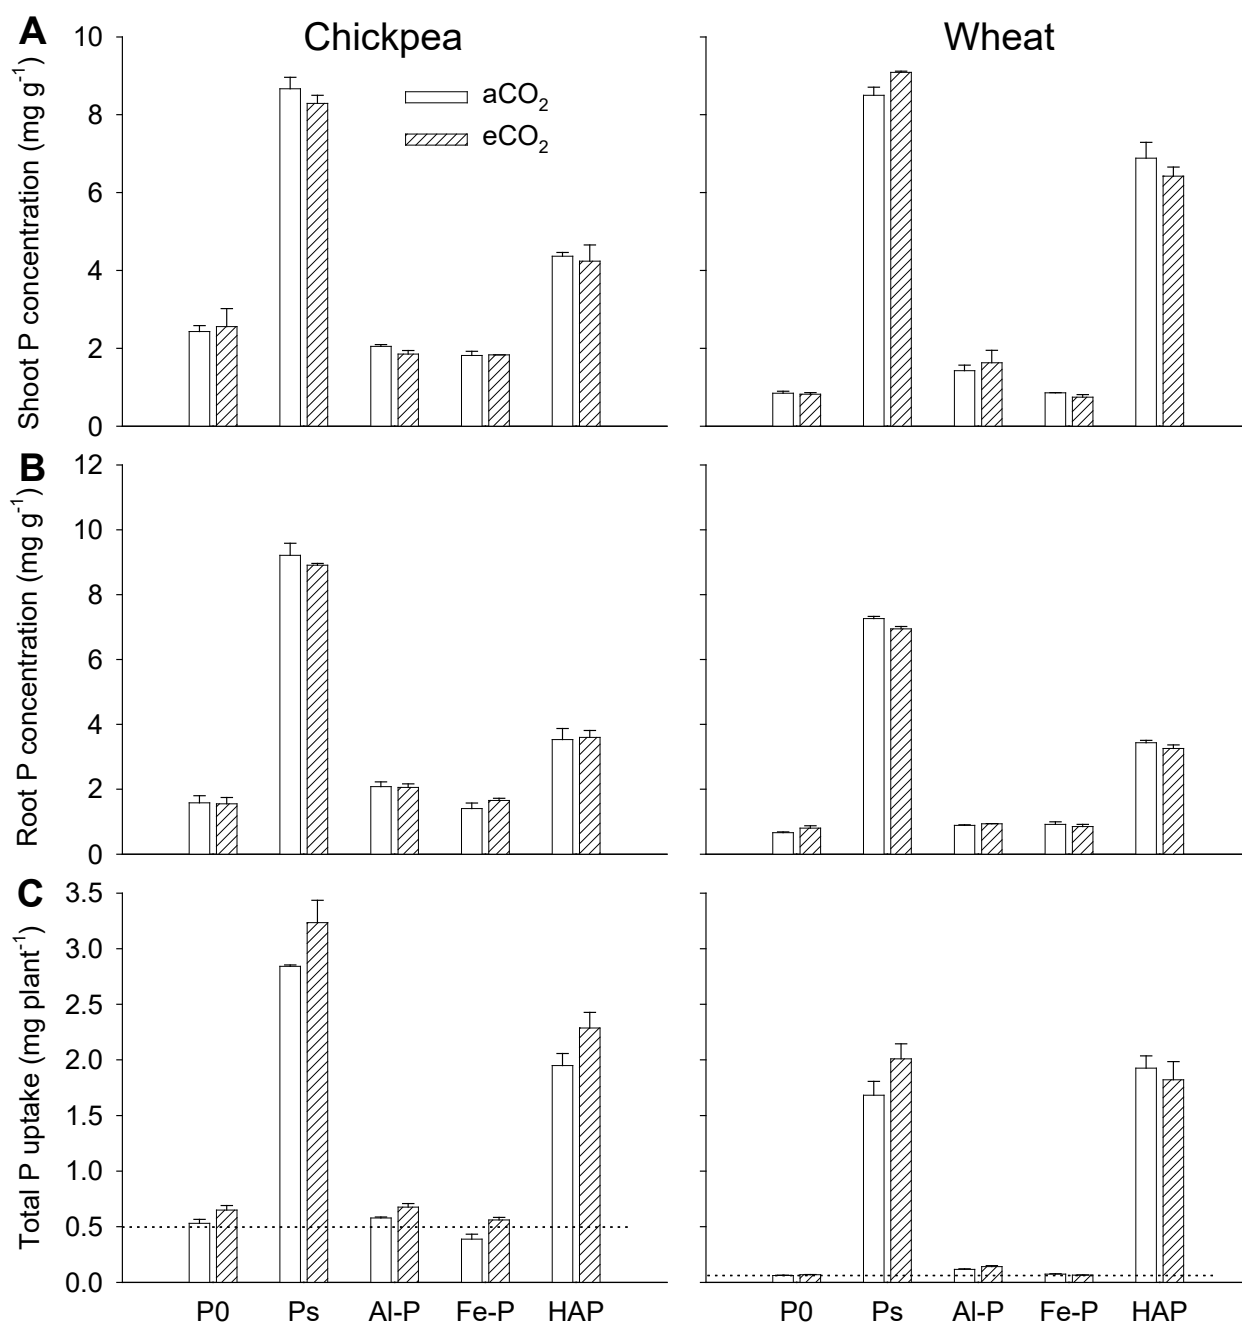 A
Chickpea
Wheat
aCO2
eCO2
Shoot P concentration (mg g-1)
10
8
6
4
2
0
B
Root P concentration (mg g-1)
12
10
8
6
4
2
0
C
Total P uptake (mg plant-1)
3.5
3.0
2.5
2.0
1.5
1.0
0.5
0.0
P0 Ps Al-P Fe-P HAP
P0 Ps Al-P Fe-P HAP